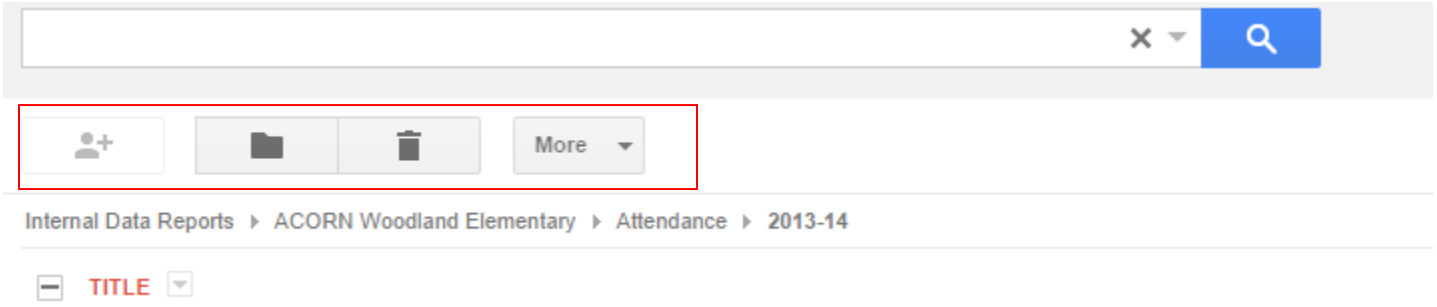 More
Internal Data Reports ACORN Woodland Elementary Attendance 2013-14
TITLE